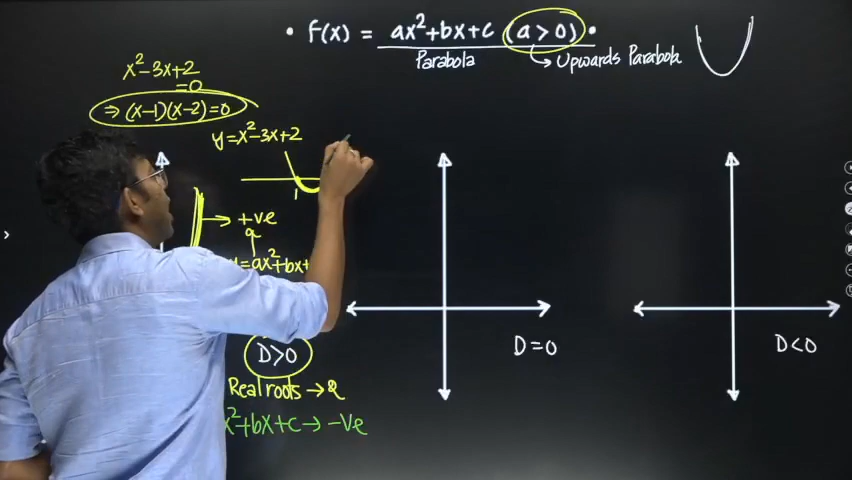 • f(x) = ax²+bx+c (a > 0) •
Parabola
Upwards Parabola
x²-3x+2
=0
⇒ (x-1)(x-2)=0
y=x²-3x+2
1
→ +ve
a
y=ax²+bx+
D>0
D=0
D<0
Real roots → 2
x²+bx+c → -ve